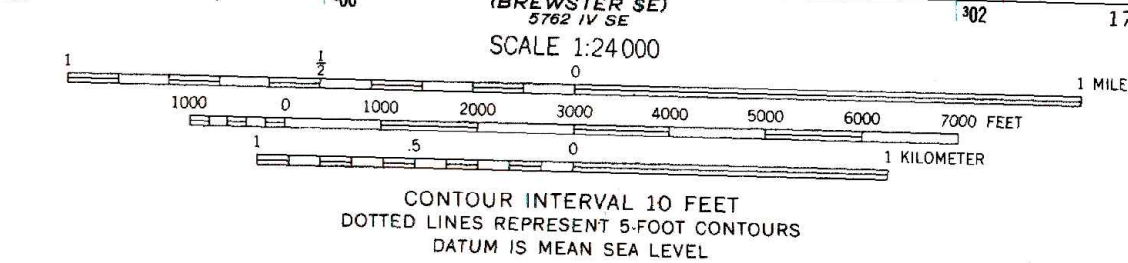 (BREWSTER SE)
5762 IV SE
³02
SCALE 1:24 000
1 ½ 0 1 MILE
1000 0 1000 2000 3000 4000 5000 6000 7000 FEET
1 .5 0 1 KILOMETER
CONTOUR INTERVAL 10 FEET
DOTTED LINES REPRESENT 5-FOOT CONTOURS
DATUM IS MEAN SEA LEVEL